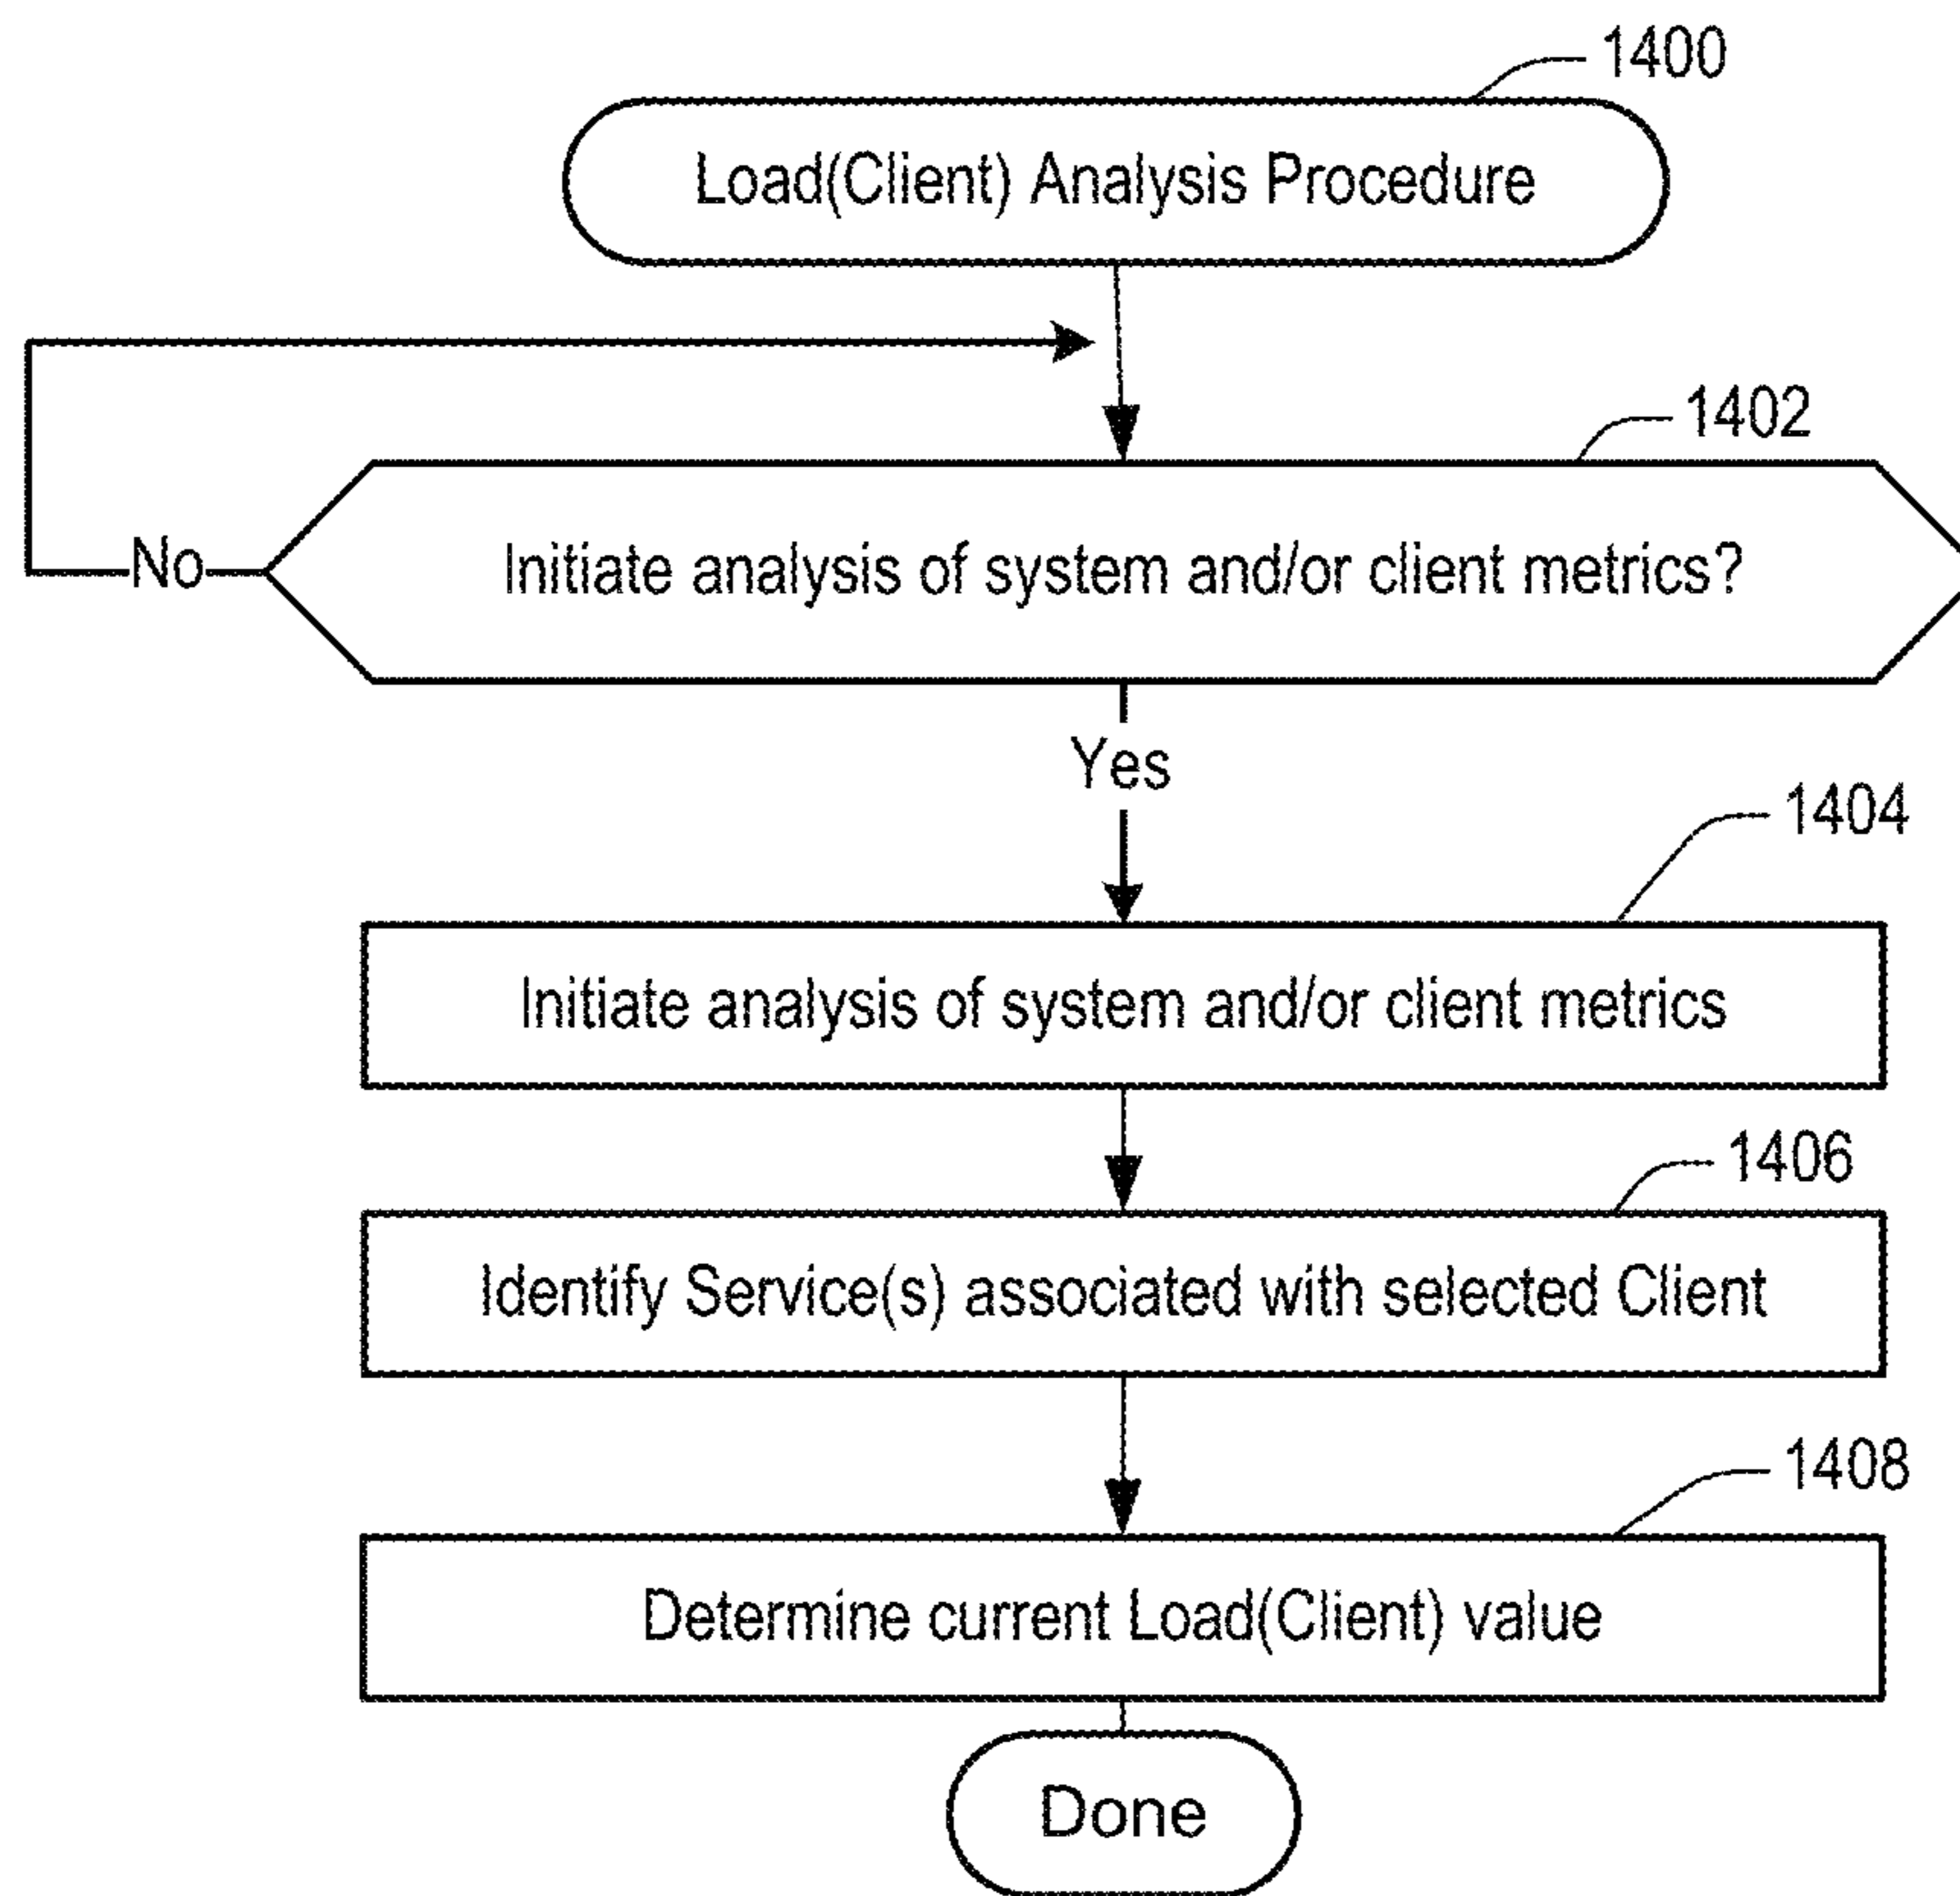 1400
Load(Client) Analysis Procedure
1402
Initiate analysis of system and/or client metrics?
No
Yes
1404
Initiate analysis of system and/or client metrics
1406
Identify Service(s) associated with selected Client
1408
Determine current Load(Client) value
Done